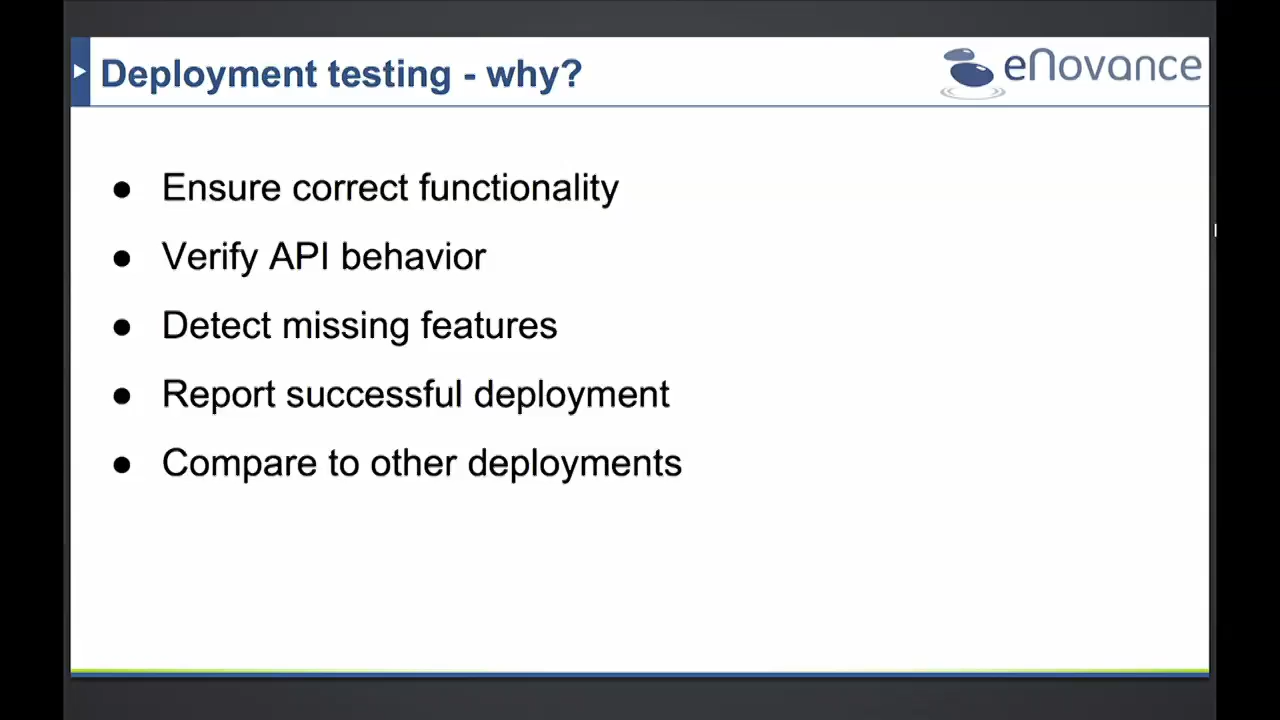 Deployment testing - why?
eNovance
● Ensure correct functionality
● Verify API behavior
● Detect missing features
● Report successful deployment
● Compare to other deployments